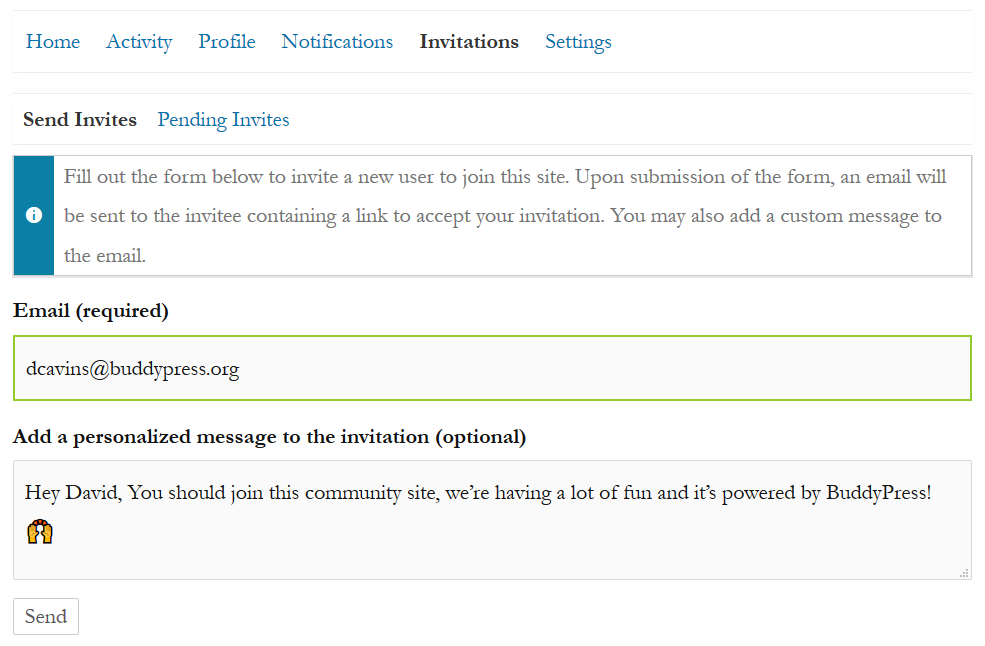 Home Activity Profile Notifications Invitations Settings
Send Invites Pending Invites
Fill out the form below to invite a new user to join this site. Upon submission of the form, an email will
be sent to the invitee containing a link to accept your invitation. You may also add a custom message to
the email.
Email (required)
dcavins@buddypress.org
Add a personalized message to the invitation (optional)
Hey David, You should join this community site, we’re having a lot of fun and it’s powered by BuddyPress!
🙌
Send